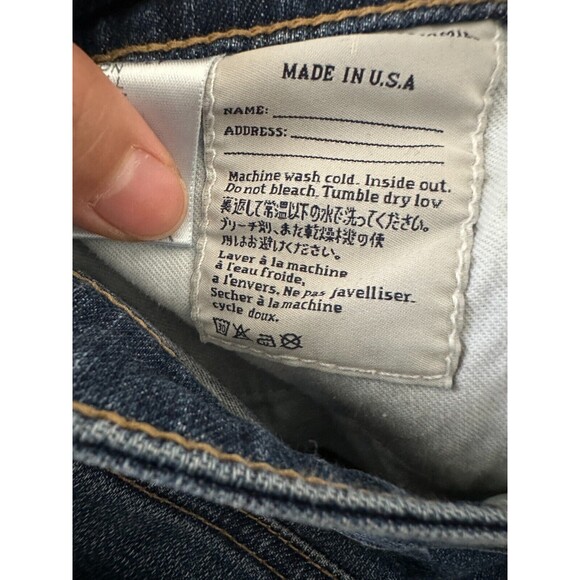 MADE IN U.S.A
NAME:
ADDRESS:
Machine wash cold. Inside out.
Do not bleach. Tumble dry low
裏返して常温以下の水で洗ってください。
ブリーチ剤、また乾燥機の使
用はお避けください。
Laver à la machine
à l'eau froide,
a l'envers. Ne pas javelliser.
Secher à la machine
cycle doux.
30